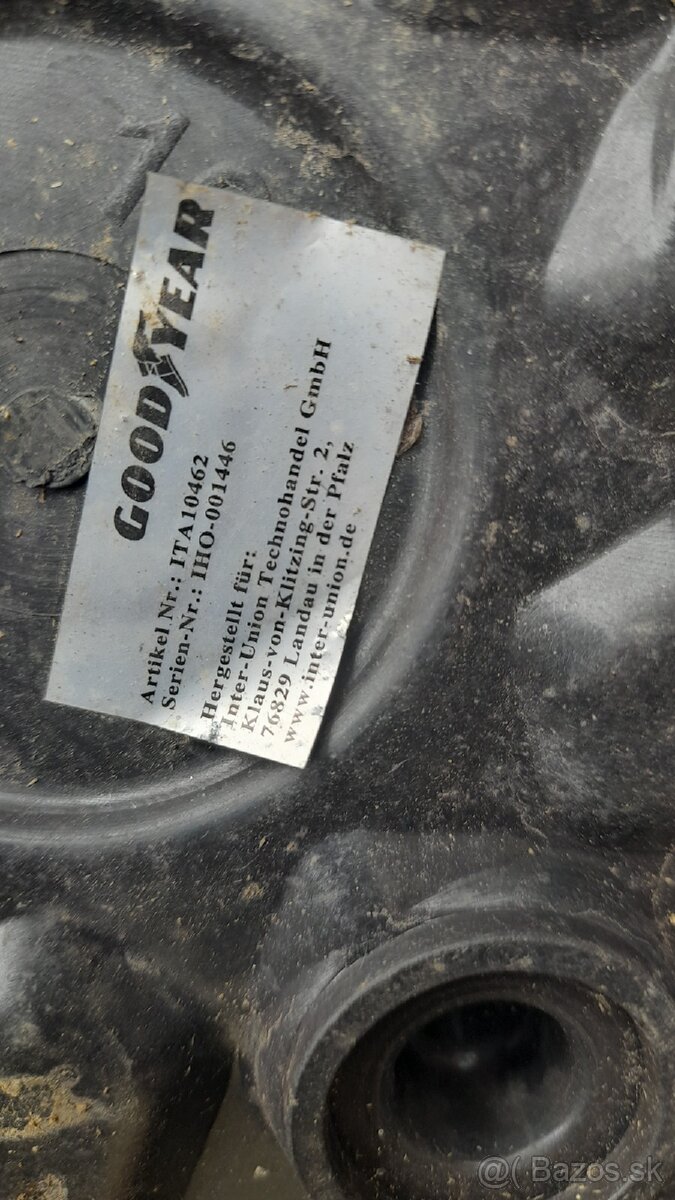 GOODYEAR
Artikel Nr.: ITA10462
Serien-Nr.: IHO-001446
Hergestellt für:
Inter-Union Technohandel GmbH
Klaus-von-Klitzing-Str. 2,
76829 Landau in der Pfalz
www.inter-union.de
@( Bazos.sk